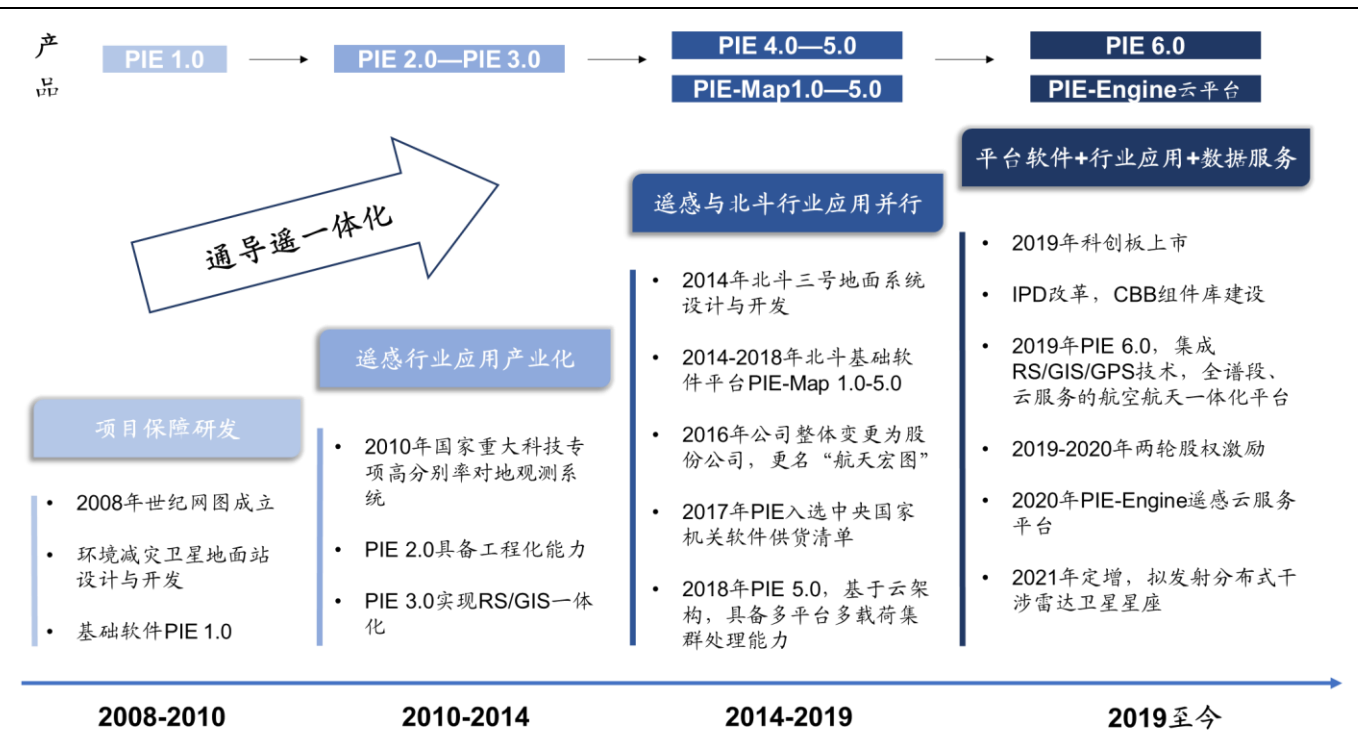 产
品
PIE 1.0
PIE 2.0—PIE 3.0
PIE 4.0—5.0
PIE-Map1.0—5.0
PIE 6.0
PIE-Engine云平台
通导遥一体化
项目保障研发
• 2008年世纪网图成立
• 环境减灾卫星地面站
设计与开发
• 基础软件PIE 1.0
遥感行业应用产业化
• 2010年国家重大科技专
项高分别率对地观测系
统
• PIE 2.0具备工程化能力
• PIE 3.0实现RS/GIS一体
化
遥感与北斗行业应用并行
• 2014年北斗三号地面系统
设计与开发
• 2014-2018年北斗基础软
件平台PIE-Map 1.0-5.0
• 2016年公司整体变更为股
份公司，更名“航天宏图”
• 2017年PIE入选中央国家
机关软件供货清单
• 2018年PIE 5.0，基于云架
构，具备多平台多载荷集
群处理能力
平台软件+行业应用+数据服务
• 2019年科创板上市
• IPD改革，CBB组件库建设
• 2019年PIE 6.0，集成
RS/GIS/GPS技术，全谱段、
云服务的航空航天一体化平台
• 2019-2020年两轮股权激励
• 2020年PIE-Engine遥感云服务
平台
• 2021年定增，拟发射分布式干
涉雷达卫星星座
2008-2010
2010-2014
2014-2019
2019至今